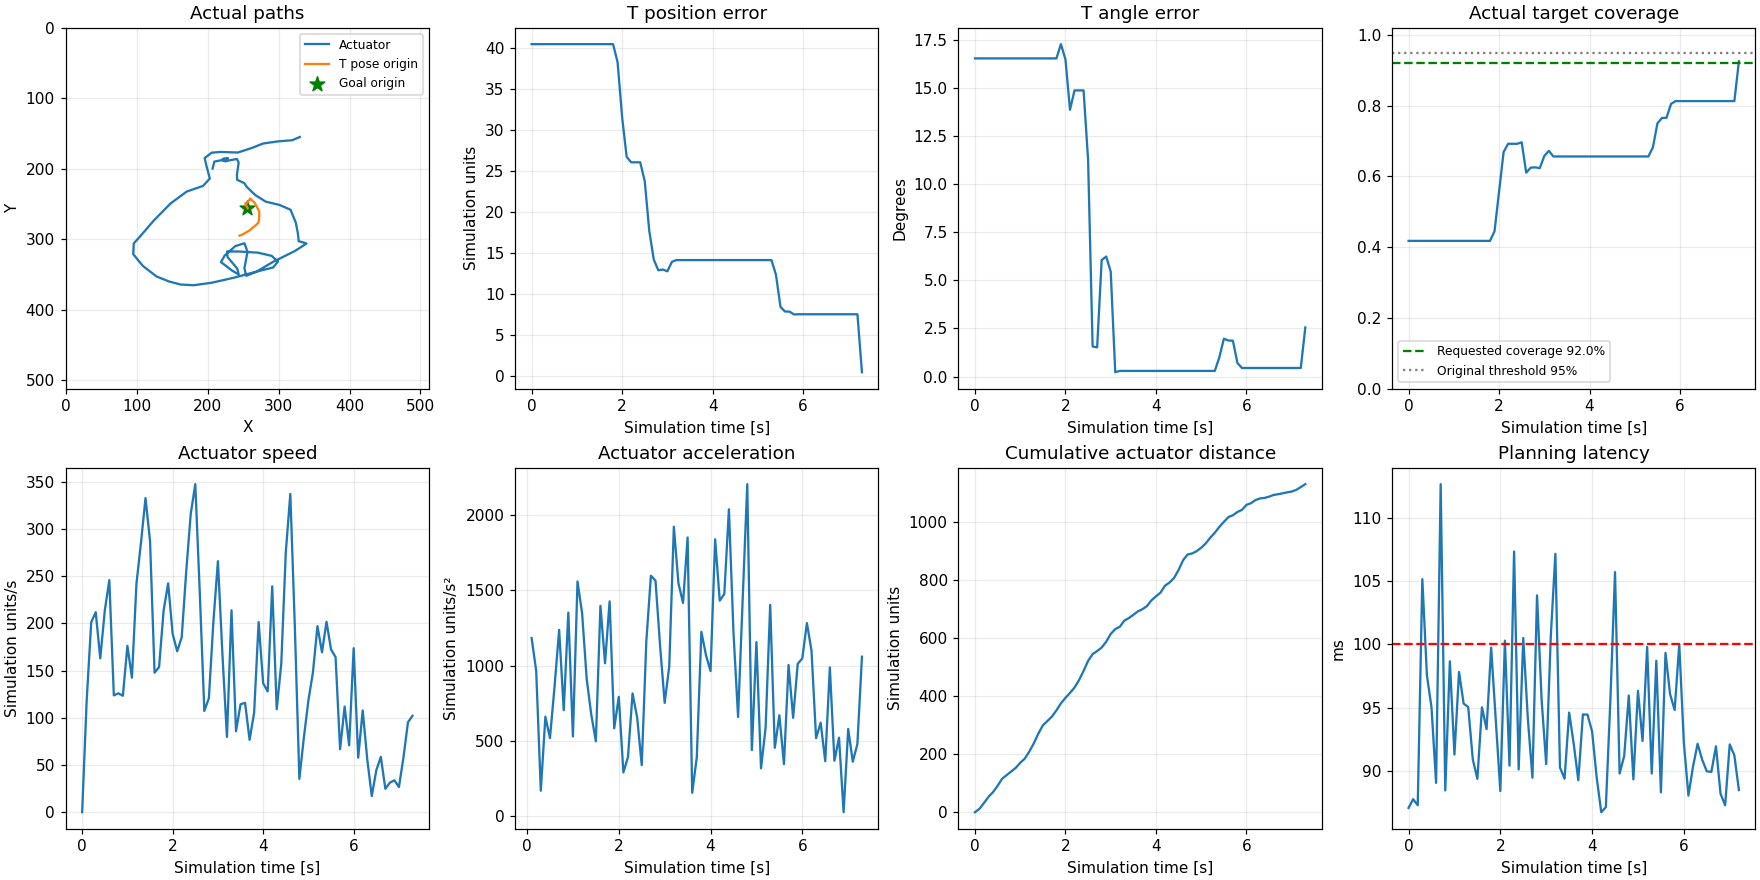 Actual paths
Y
0
100
200
300
400
500
Actuator
T pose origin
Goal origin
0 100 200 300 400 500
X
T position error
Simulation units
40
35
30
25
20
15
10
5
0
0 2 4 6
Simulation time [s]
T angle error
Degrees
17.5
15.0
12.5
10.0
7.5
5.0
2.5
0.0
0 2 4 6
Simulation time [s]
Actual target coverage
1.0
0.8
0.6
0.4
0.2
0.0
Requested coverage 92.0%
Original threshold 95%
0 2 4 6
Simulation time [s]
Actuator speed
Simulation units/s
350
300
250
200
150
100
50
0
0 2 4 6
Simulation time [s]
Actuator acceleration
Simulation units/s²
2000
1500
1000
500
0
0 2 4 6
Simulation time [s]
Cumulative actuator distance
Simulation units
1000
800
600
400
200
0
0 2 4 6
Simulation time [s]
Planning latency
ms
110
105
100
95
90
0 2 4 6
Simulation time [s]